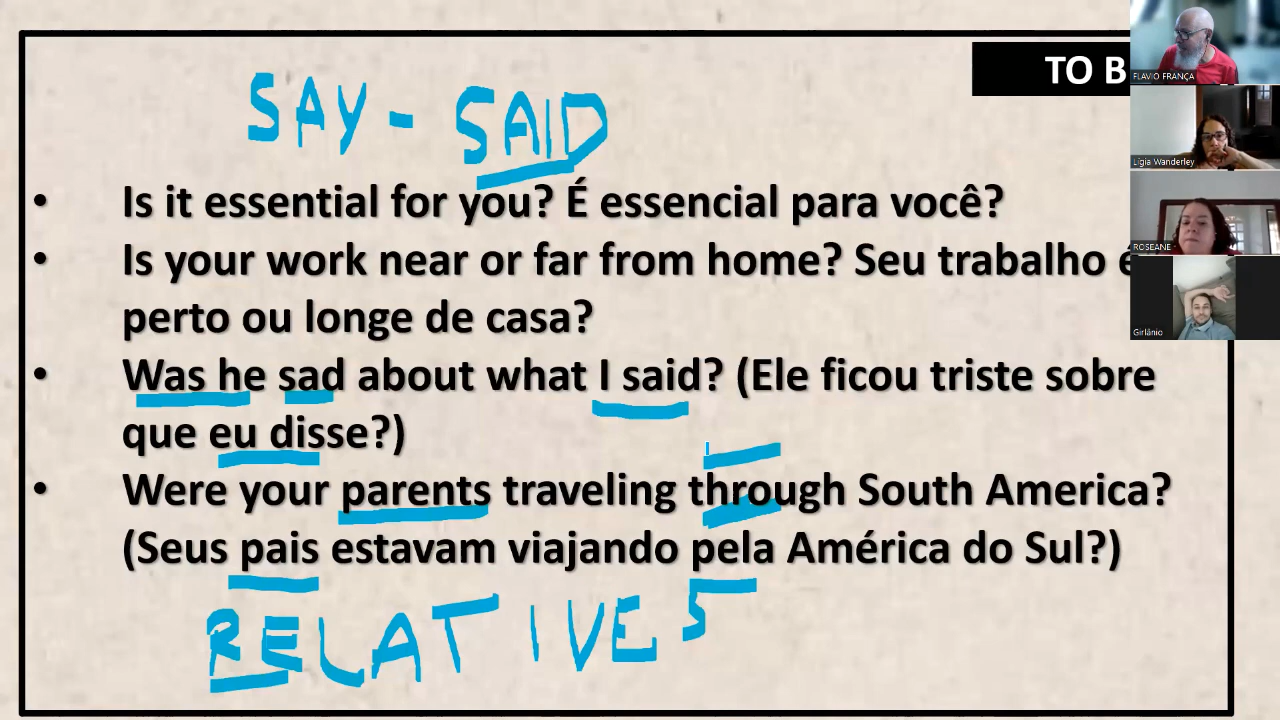 TO B
FLAVIO FRANÇA
Lígia Wanderley
ROSEANE
Girlânio
SAY - SAID
• Is it essential for you? É essencial para você?
• Is your work near or far from home? Seu trabalho é
perto ou longe de casa?
• Was he sad about what I said? (Ele ficou triste sobre
que eu disse?)
• Were your parents traveling through South America?
(Seus pais estavam viajando pela América do Sul?)
RELATIVES